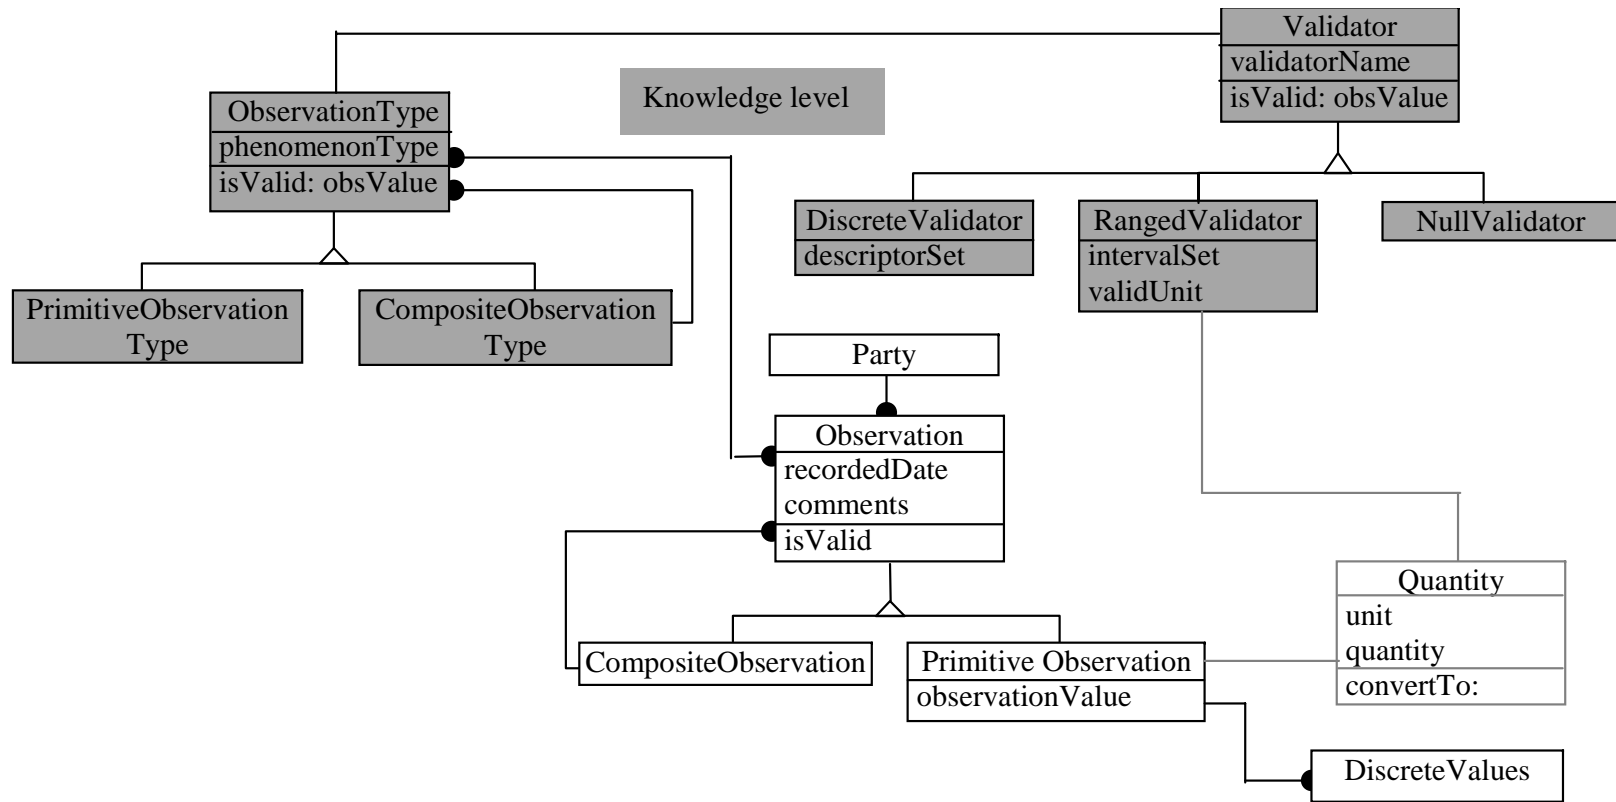 Validator
validatorName
isValid: obsValue
Knowledge level
ObservationType
phenomenonType
isValid: obsValue
DiscreteValidator
descriptorSet
RangedValidator
intervalSet
validUnit
NullValidator
PrimitiveObservation
Type
CompositeObservation
Type
Party
Observation
recordedDate
comments
isValid
Quantity
unit
quantity
convertTo:
CompositeObservation
Primitive Observation
observationValue
DiscreteValues